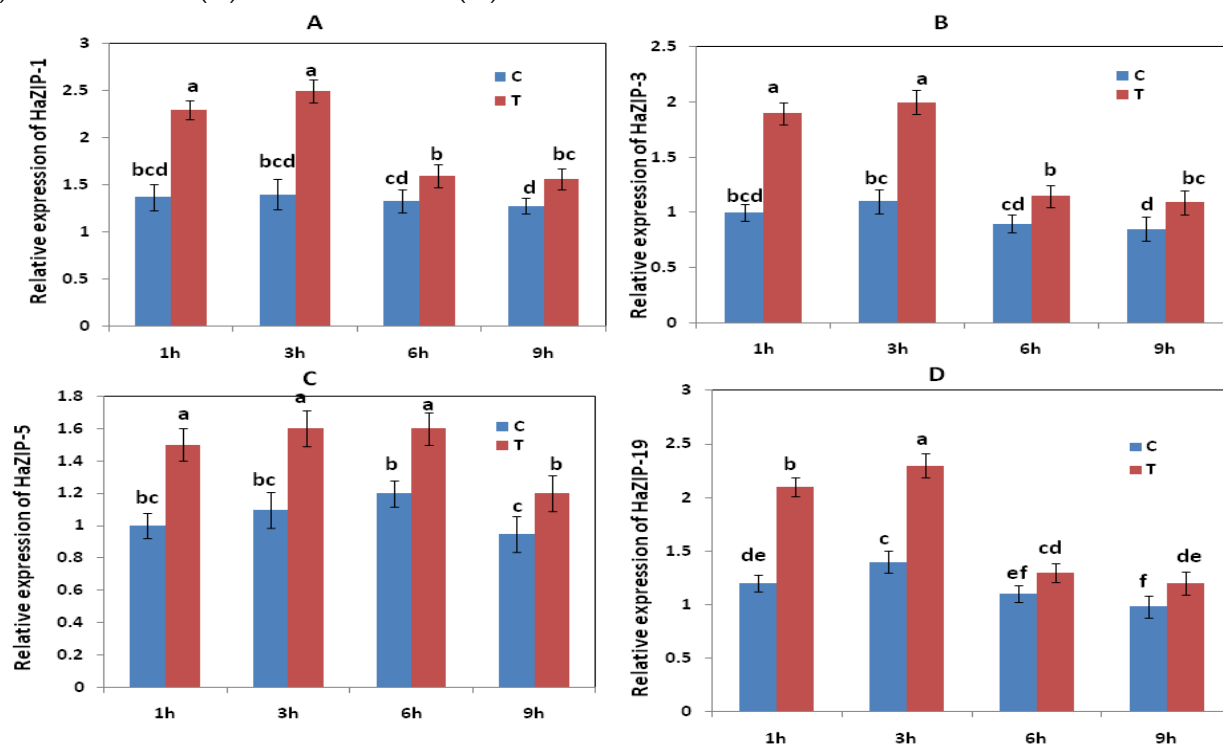 A
Relative expression of HaZIP-1
3
2.5
2
1.5
1
0.5
0
C
T
bcd
a
bcd
a
cd
b
d
bc
1h
3h
6h
9h
B
Relative expression of HaZIP-3
2.5
2
1.5
1
0.5
0
C
T
bcd
a
bc
a
cd
b
d
bc
1h
3h
6h
9h
C
Relative expression of HaZIP-5
1.8
1.6
1.4
1.2
1
0.8
0.6
0.4
0.2
0
C
T
bc
a
bc
a
b
a
c
b
1h
3h
6h
9h
D
Relative expression of HaZIP-19
3
2.5
2
1.5
1
0.5
0
C
T
de
b
c
a
ef
cd
f
de
1h
3h
6h
9h